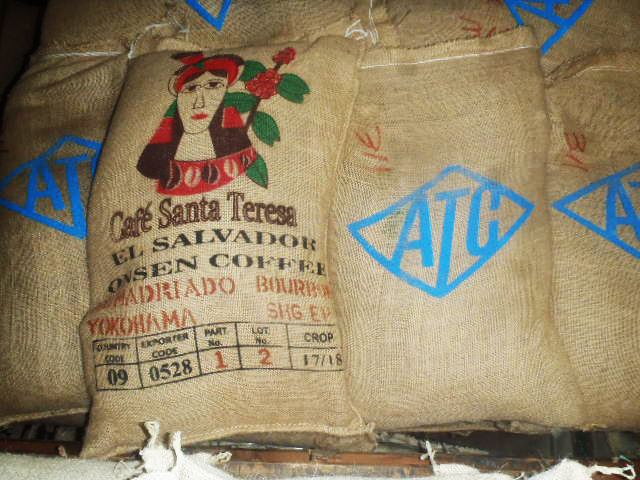 Café Santa Teresa
EL SALVADOR
COFFEE
BOURBON
YOKOHAMA SHG EP
COUNTRY CODE
09
EXPORTER CODE
0528
PART. No.
1
LOT. No.
2
CROP
17/18
ATC
ATC
ATC